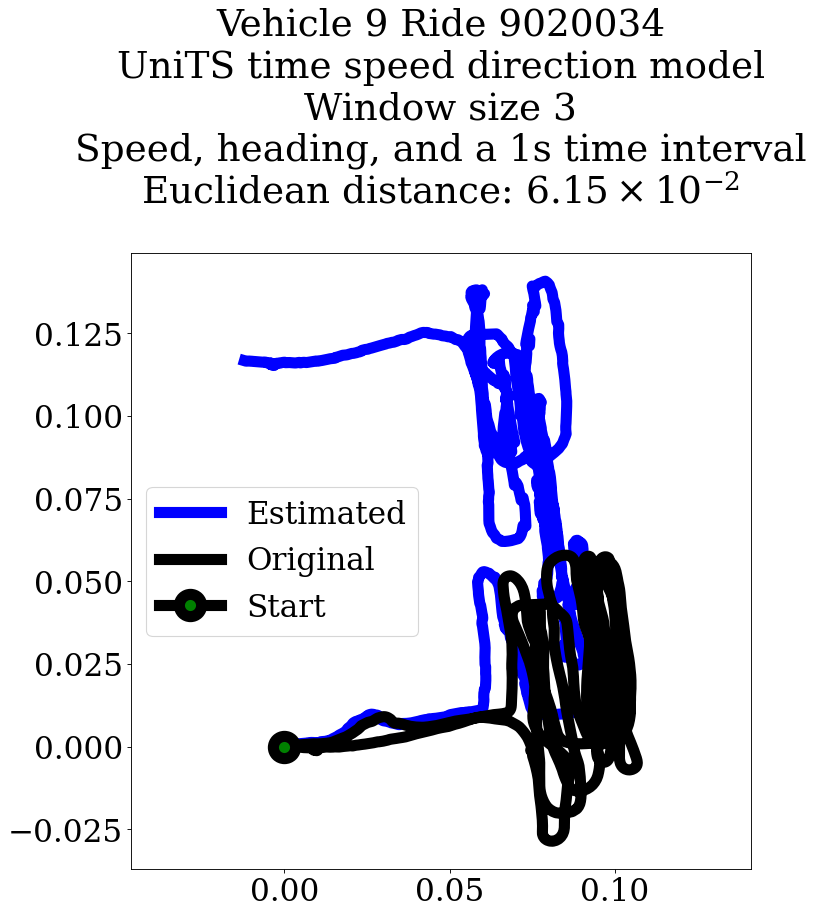 Vehicle 9 Ride 9020034
UniTS time speed direction model
Window size 3
Speed, heading, and a 1s time interval
Euclidean distance: 6.15 × 10⁻²
0.125
0.100
0.075
Estimated
Original
0.050
Start
0.025
0.000
−0.025
0.00 0.05 0.10